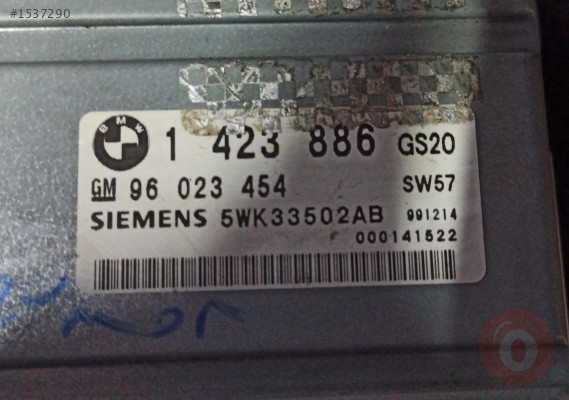 #1537290
BMW
1 423 886 GS20
GM 96 023 454 SW57
SIEMENS 5WK33502AB 991214
000141522